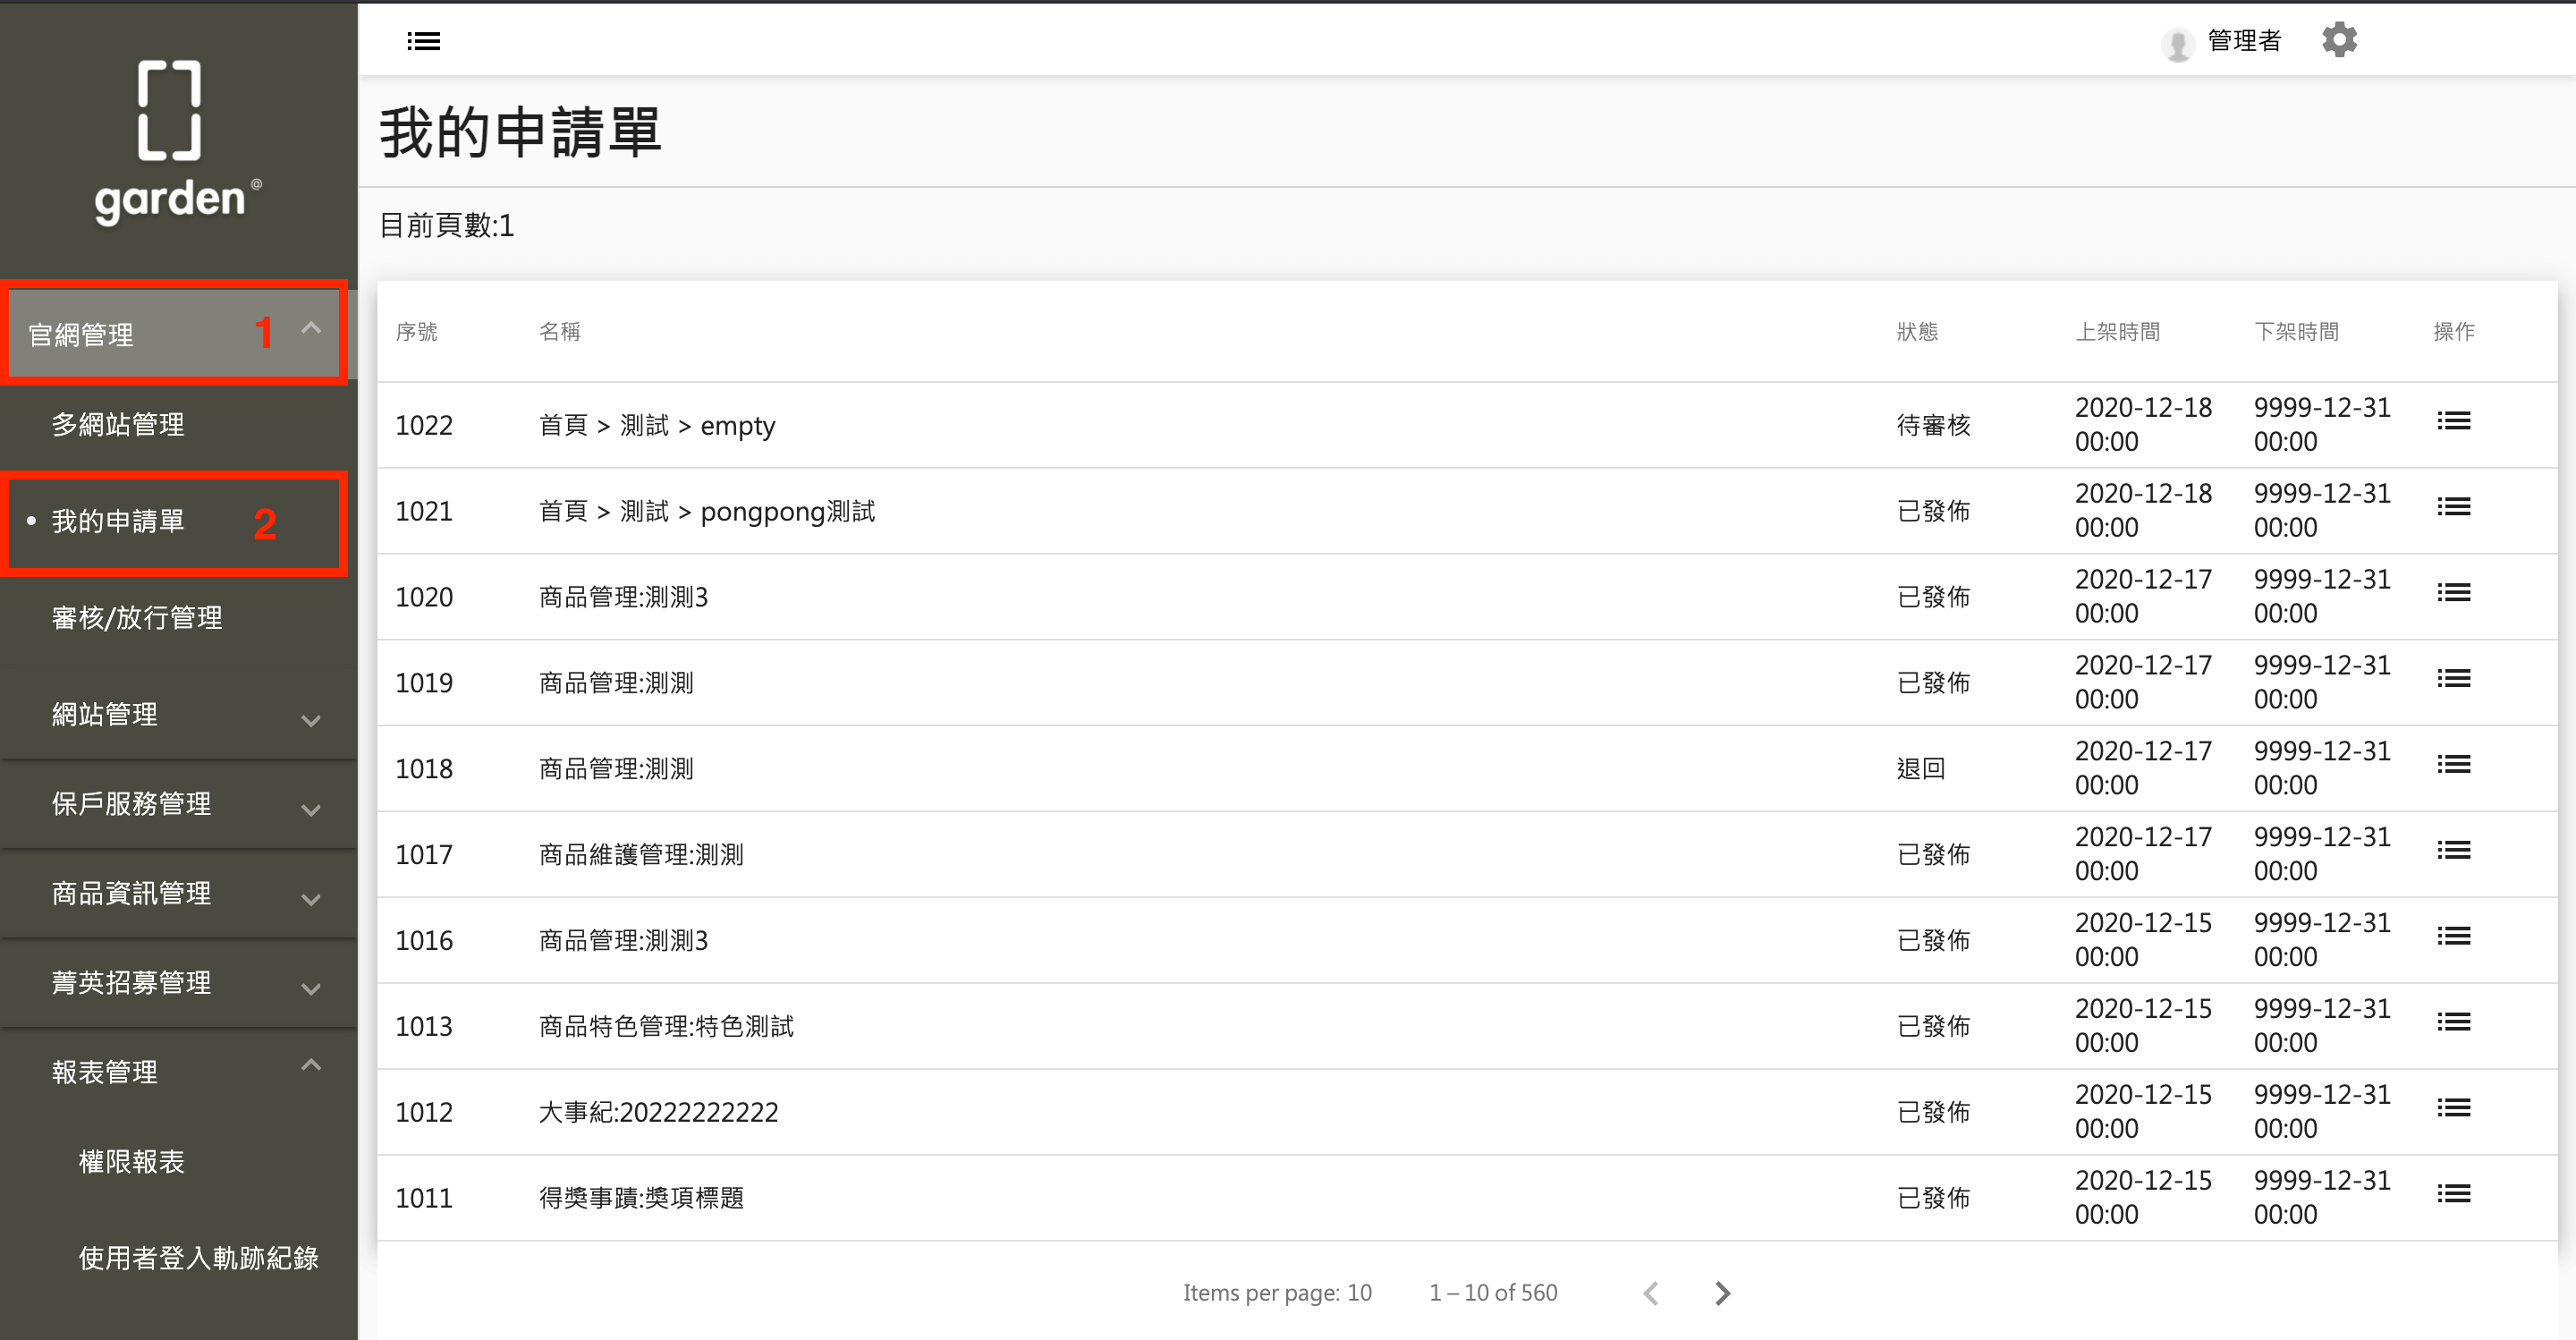 garden@
官網管理 1
多網站管理
我的申請單 2
審核/放行管理
網站管理
保戶服務管理
商品資訊管理
菁英招募管理
報表管理
權限報表
使用者登入軌跡紀錄
管理者
我的申請單
目前頁數:1
序號 名稱 狀態 上架時間 下架時間 操作
1022 首頁 > 測試 > empty 待審核 2020-12-18 00:00 9999-12-31 00:00
1021 首頁 > 測試 > pongpong測試 已發佈 2020-12-18 00:00 9999-12-31 00:00
1020 商品管理:測測3 已發佈 2020-12-17 00:00 9999-12-31 00:00
1019 商品管理:測測 已發佈 2020-12-17 00:00 9999-12-31 00:00
1018 商品管理:測測 退回 2020-12-17 00:00 9999-12-31 00:00
1017 商品維護管理:測測 已發佈 2020-12-17 00:00 9999-12-31 00:00
1016 商品管理:測測3 已發佈 2020-12-15 00:00 9999-12-31 00:00
1013 商品特色管理:特色測試 已發佈 2020-12-15 00:00 9999-12-31 00:00
1012 大事紀:20222222222 已發佈 2020-12-15 00:00 9999-12-31 00:00
1011 得獎事蹟:獎項標題 已發佈 2020-12-15 00:00 9999-12-31 00:00
Items per page: 10 1 – 10 of 560